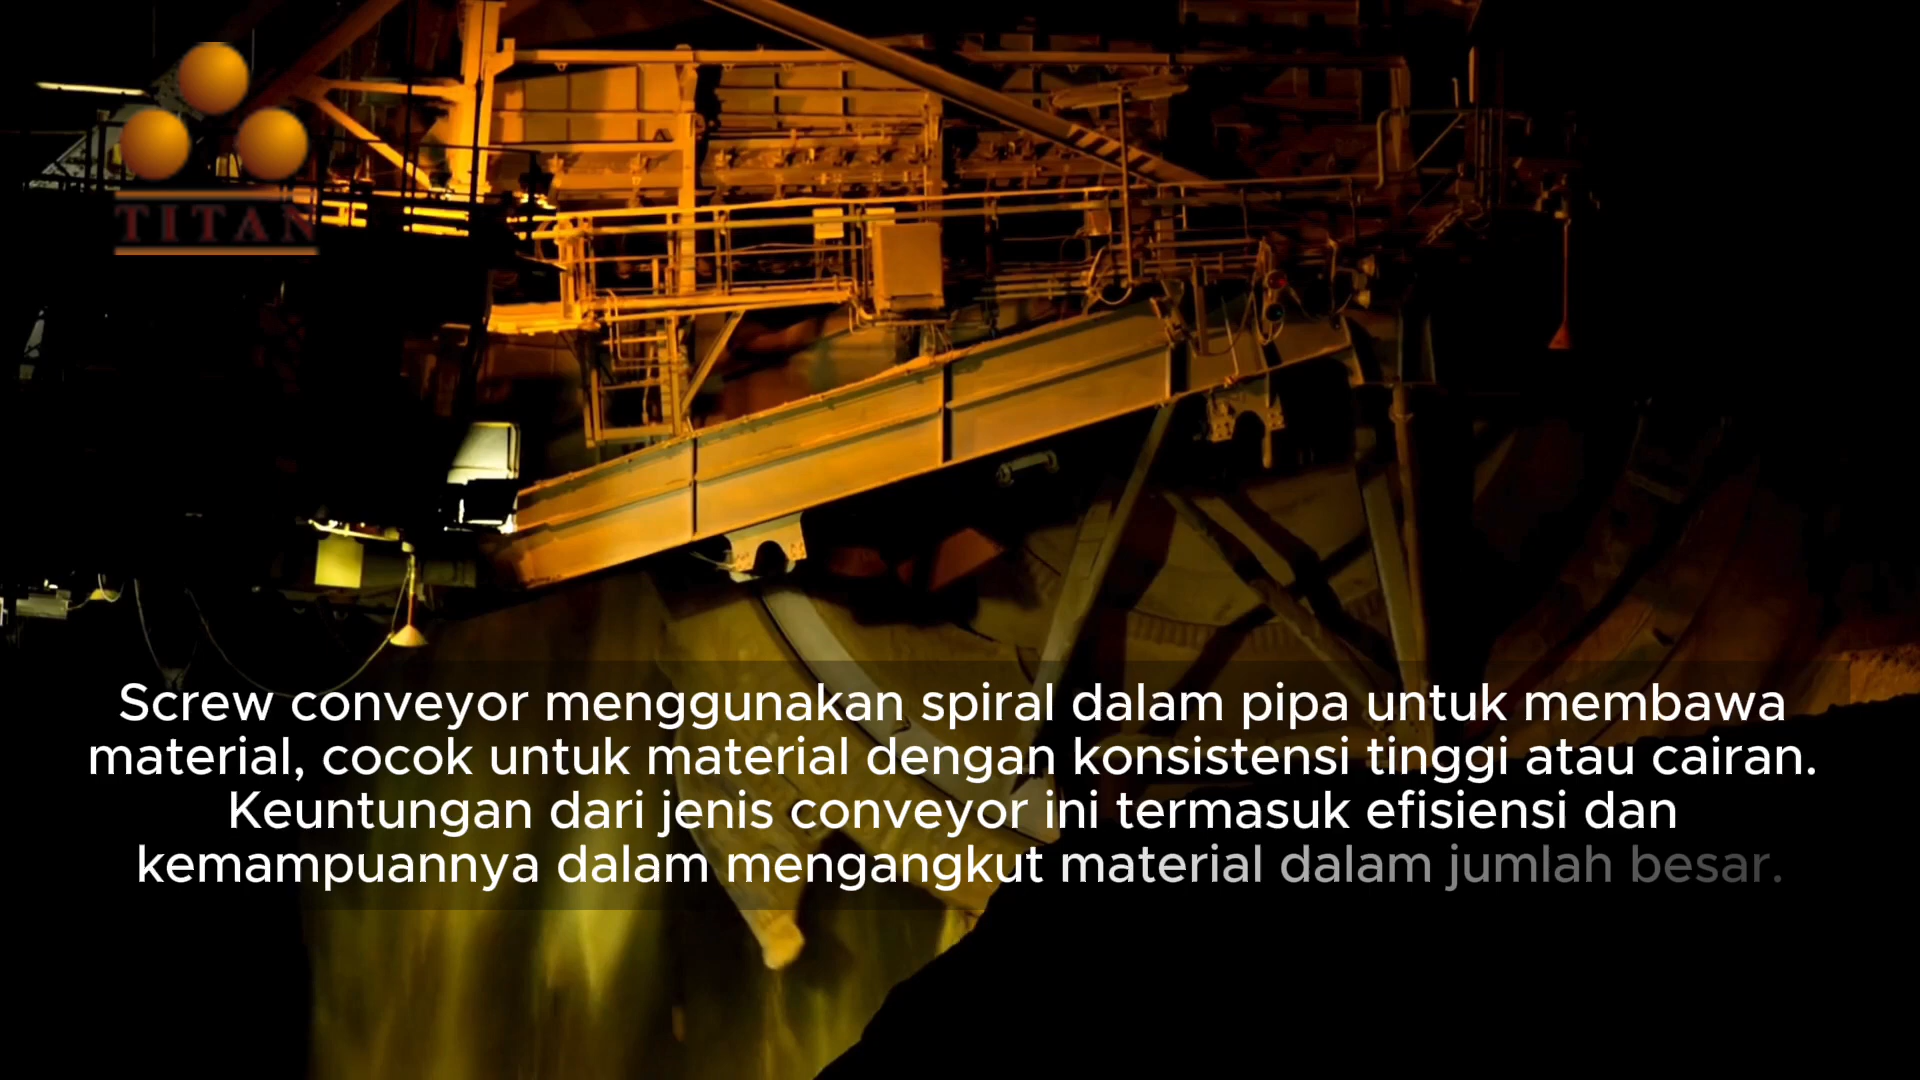 TITAN
Screw conveyor menggunakan spiral dalam pipa untuk membawa
material, cocok untuk material dengan konsistensi tinggi atau cairan.
Keuntungan dari jenis conveyor ini termasuk efisiensi dan
kemampuannya dalam mengangkut material dalam jumlah besar.